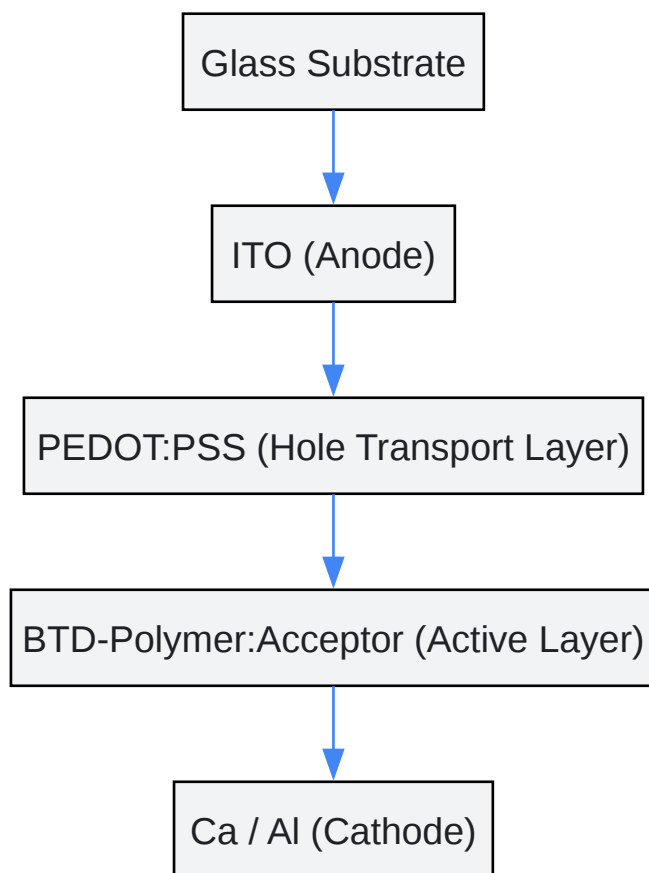 Glass Substrate
ITO (Anode)
PEDOT:PSS (Hole Transport Layer)
BTD-Polymer:Acceptor (Active Layer)
Ca / Al (Cathode)